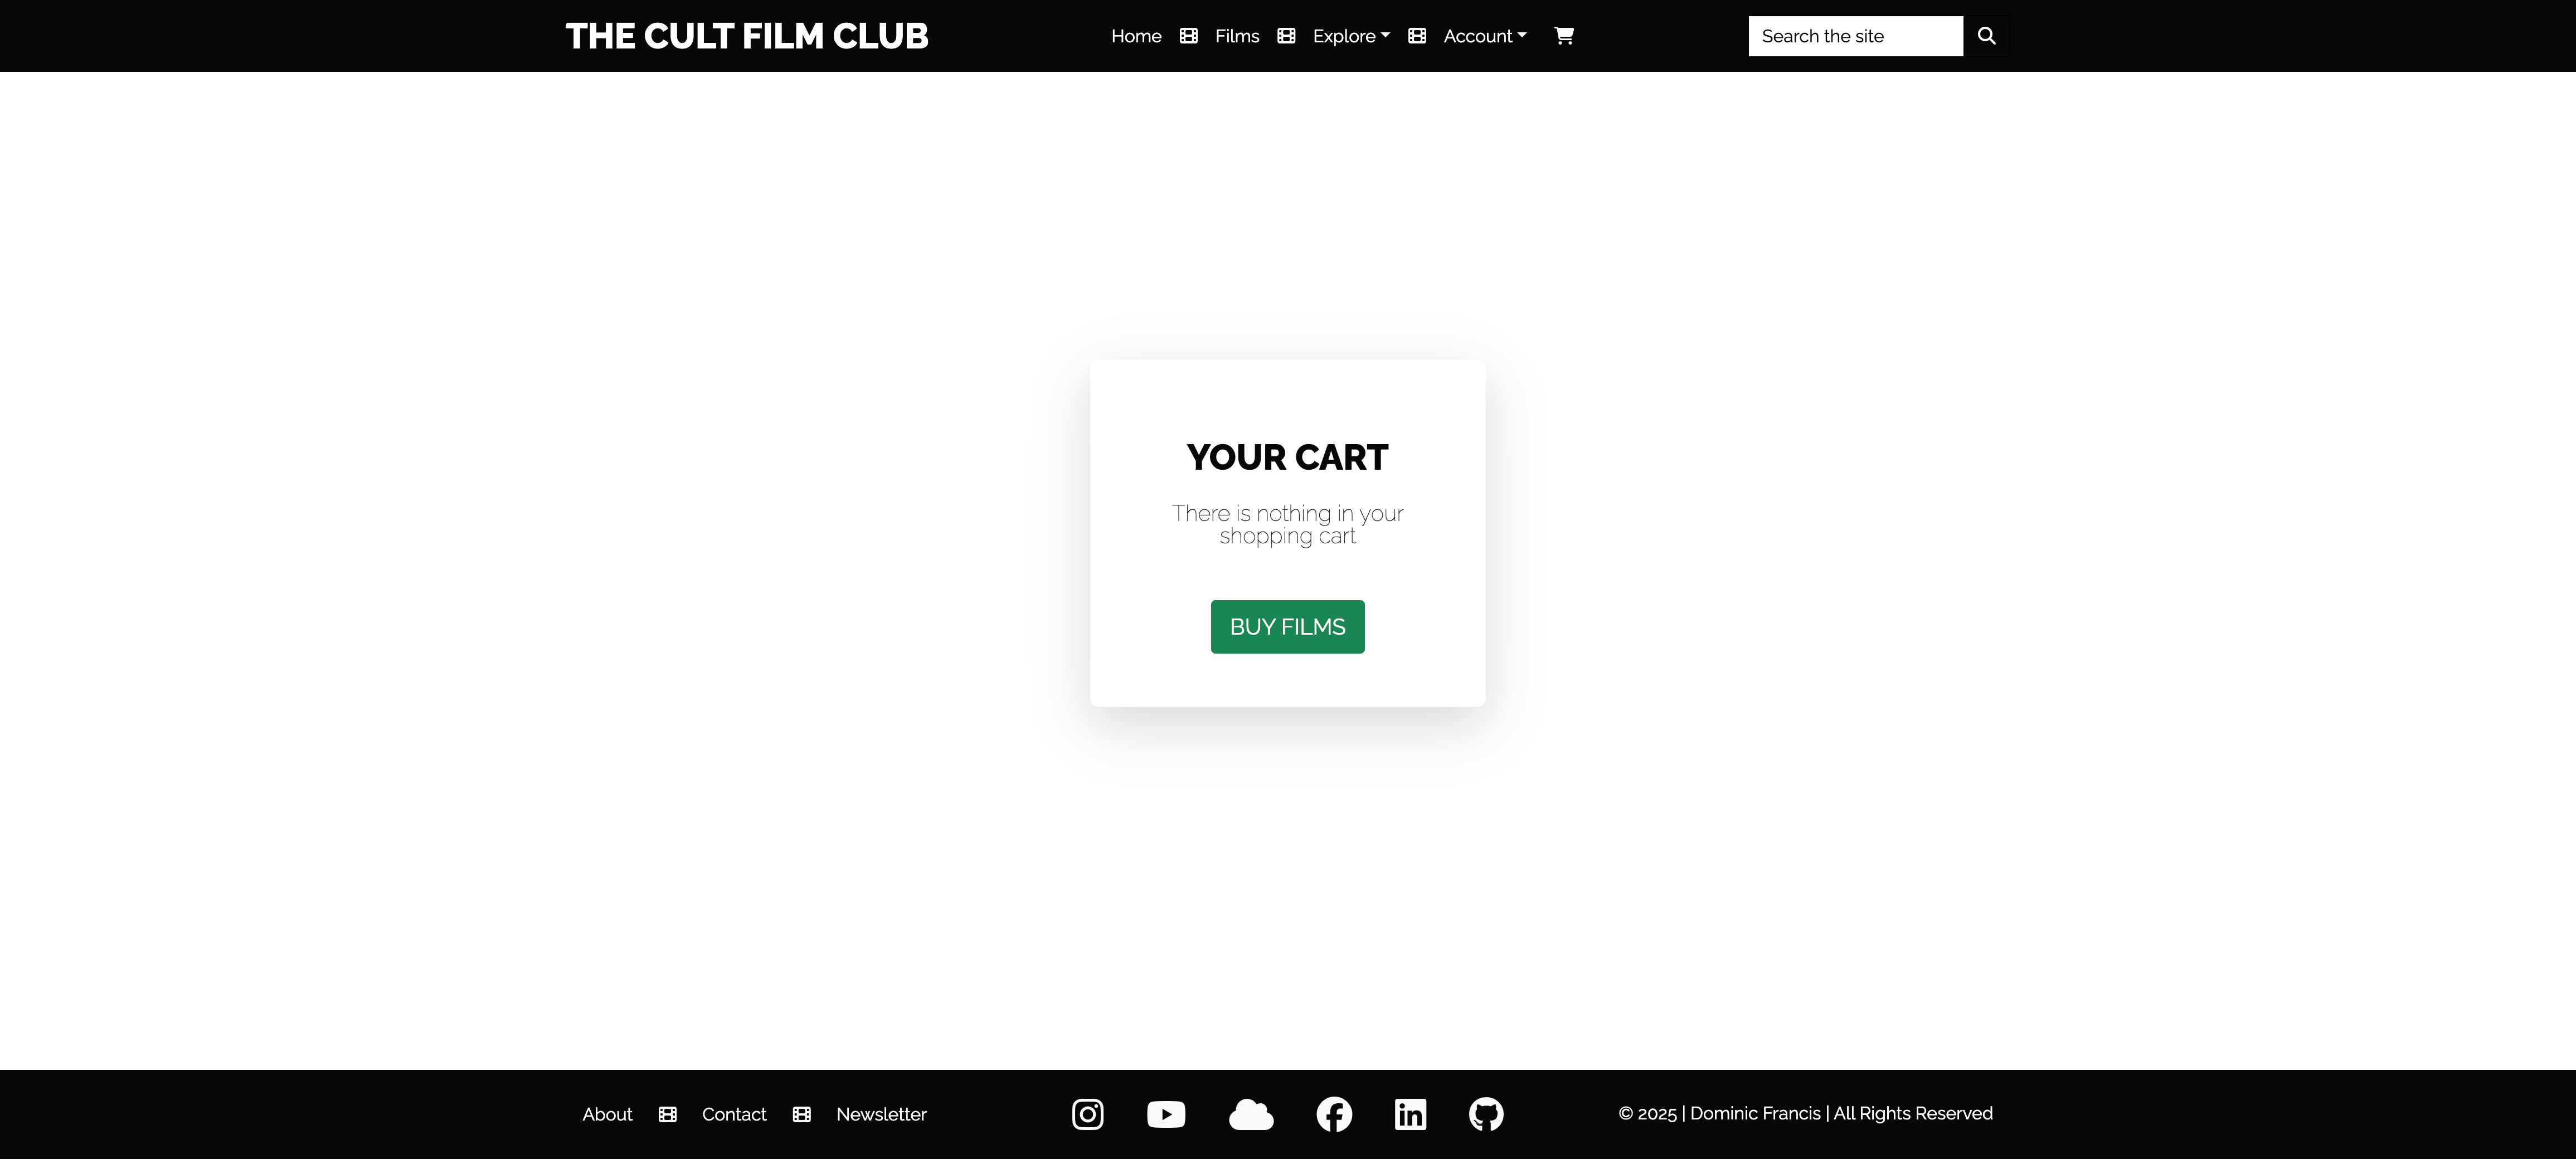 THE CULT FILM CLUB
Home Films Explore Account
Search the site
YOUR CART
There is nothing in your
shopping cart
BUY FILMS
About Contact Newsletter
© 2025 | Dominic Francis | All Rights Reserved